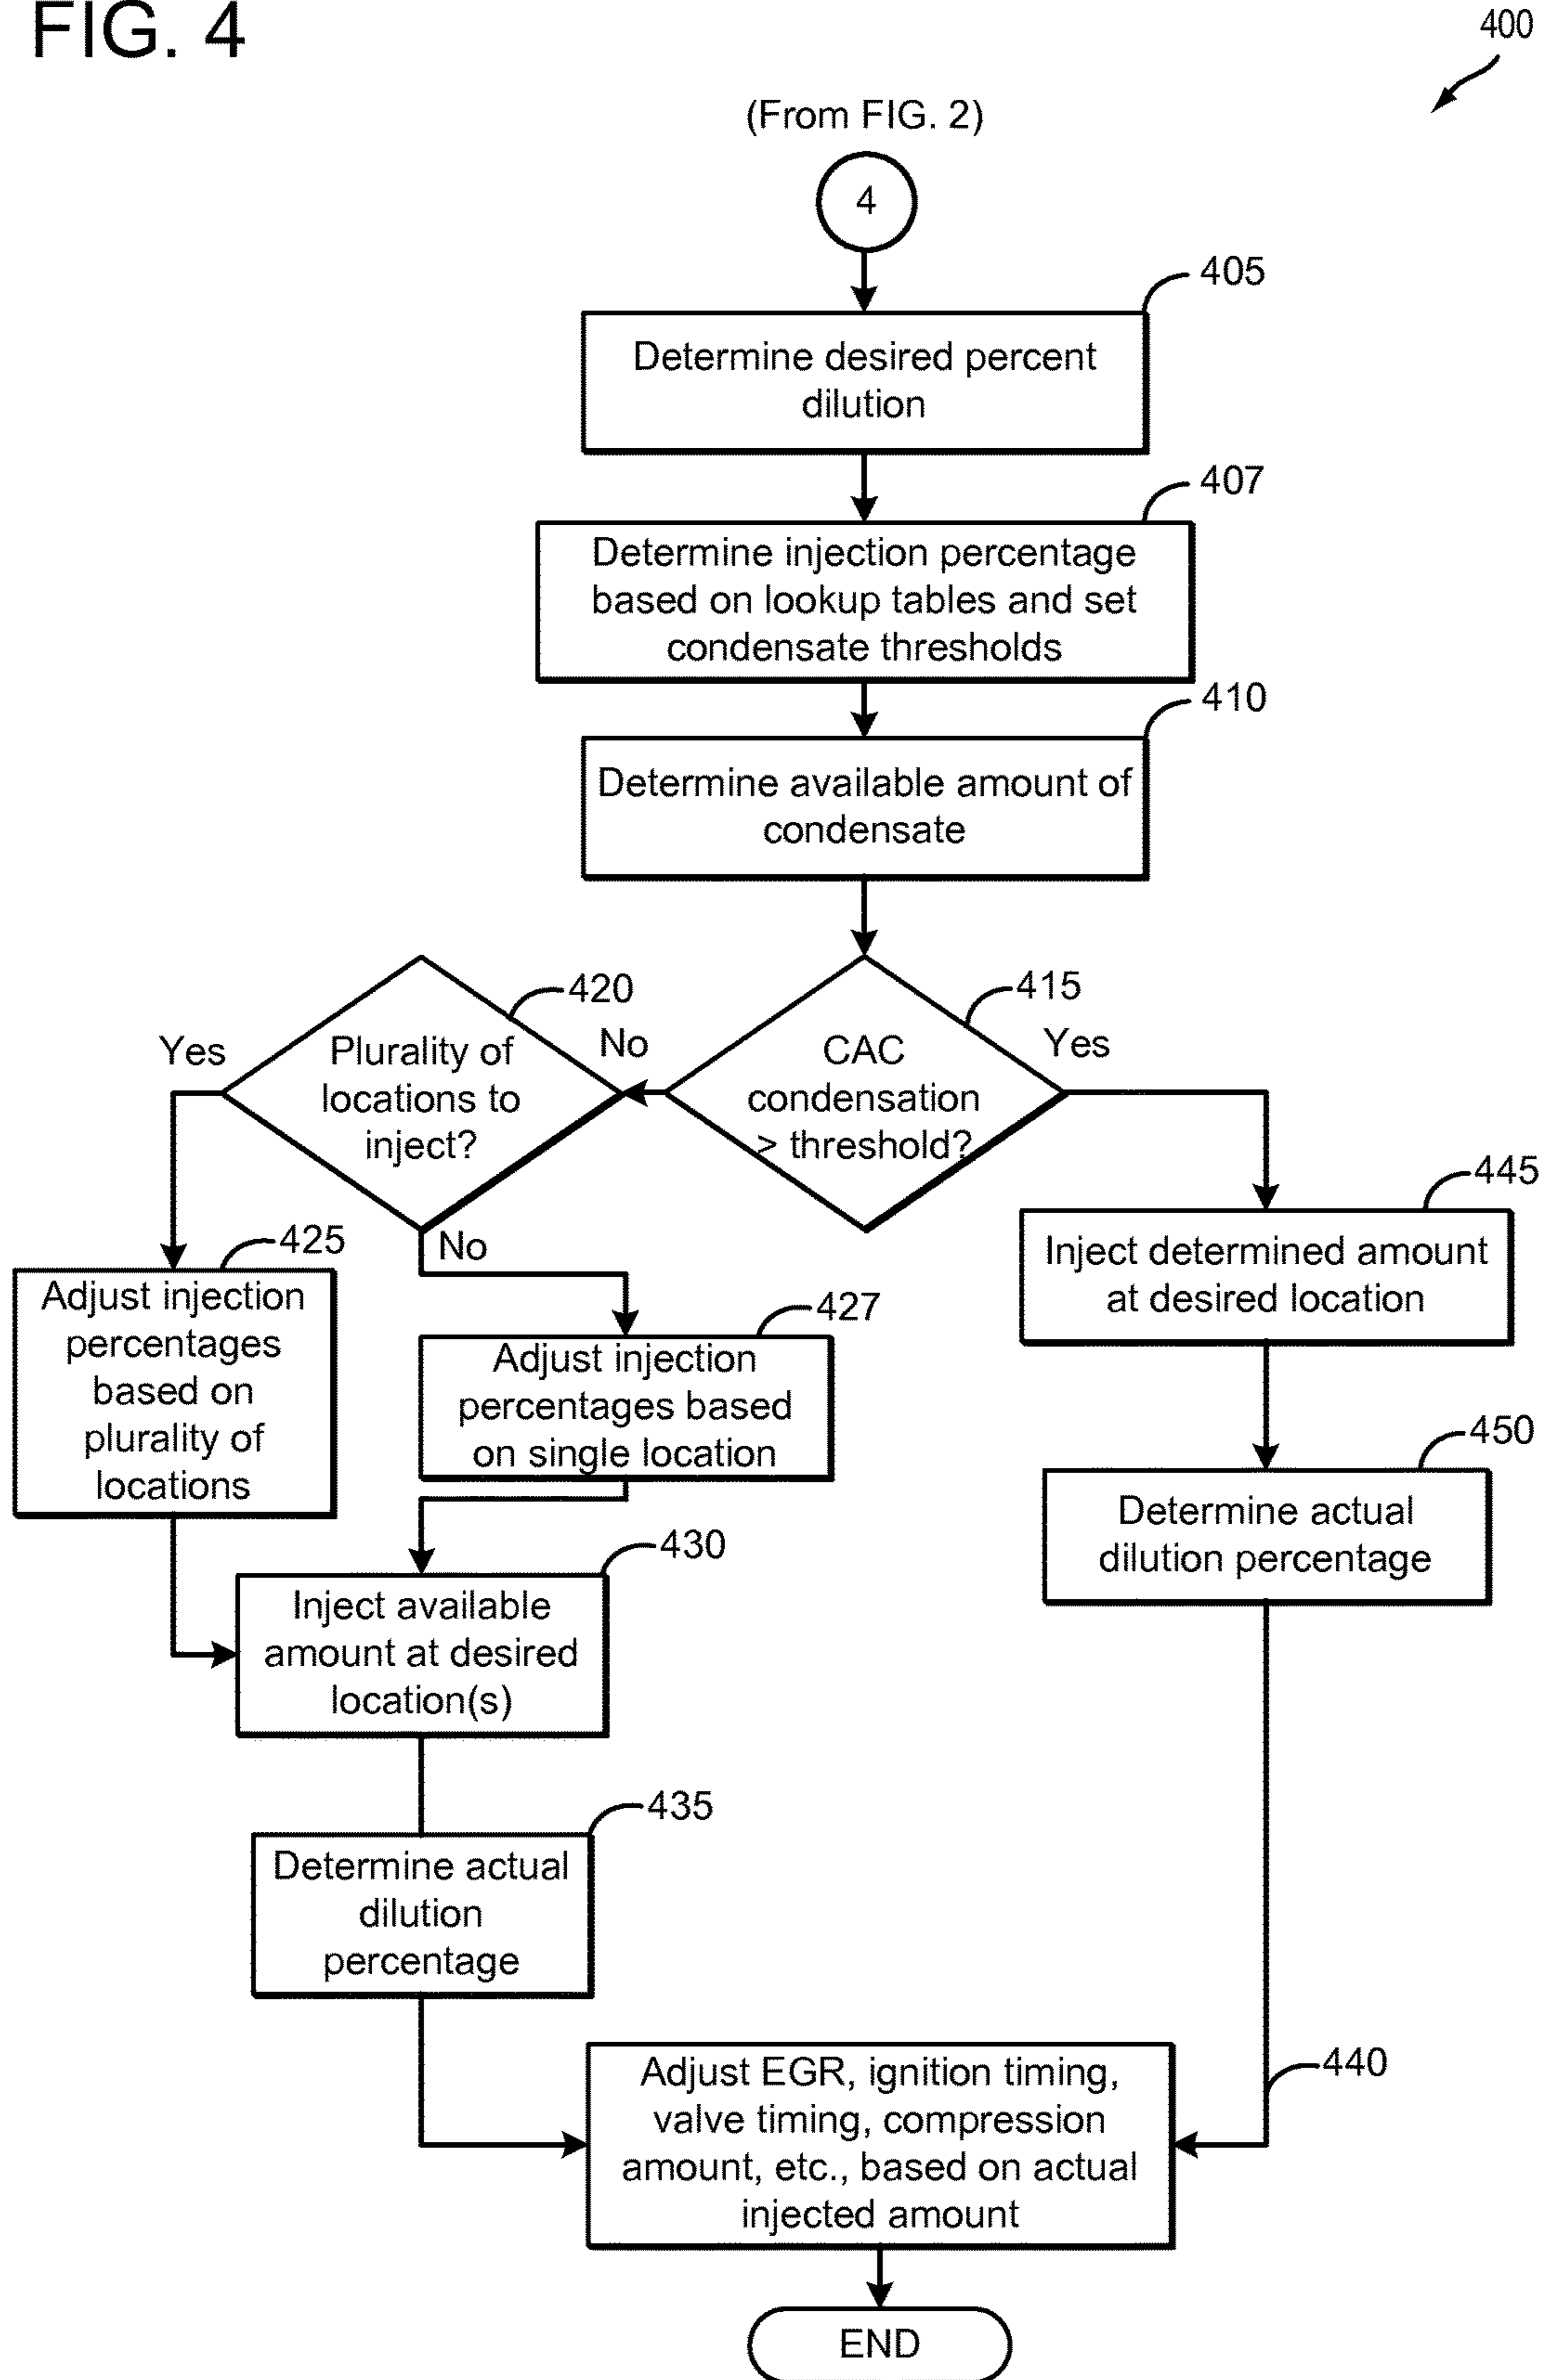 FIG. 4
400
(From FIG. 2)
4
405
Determine desired percent
dilution
407
Determine injection percentage
based on lookup tables and set
condensate thresholds
410
Determine available amount of
condensate
420
Plurality of
locations to
inject?
Yes
No
415
CAC
condensation
> threshold?
No
Yes
425
Adjust injection
percentages
based on
plurality of
locations
427
Adjust injection
percentages based
on single location
445
Inject determined amount
at desired location
430
Inject available
amount at desired
location(s)
450
Determine actual
dilution percentage
435
Determine actual
dilution
percentage
440
Adjust EGR, ignition timing,
valve timing, compression
amount, etc., based on actual
injected amount
END